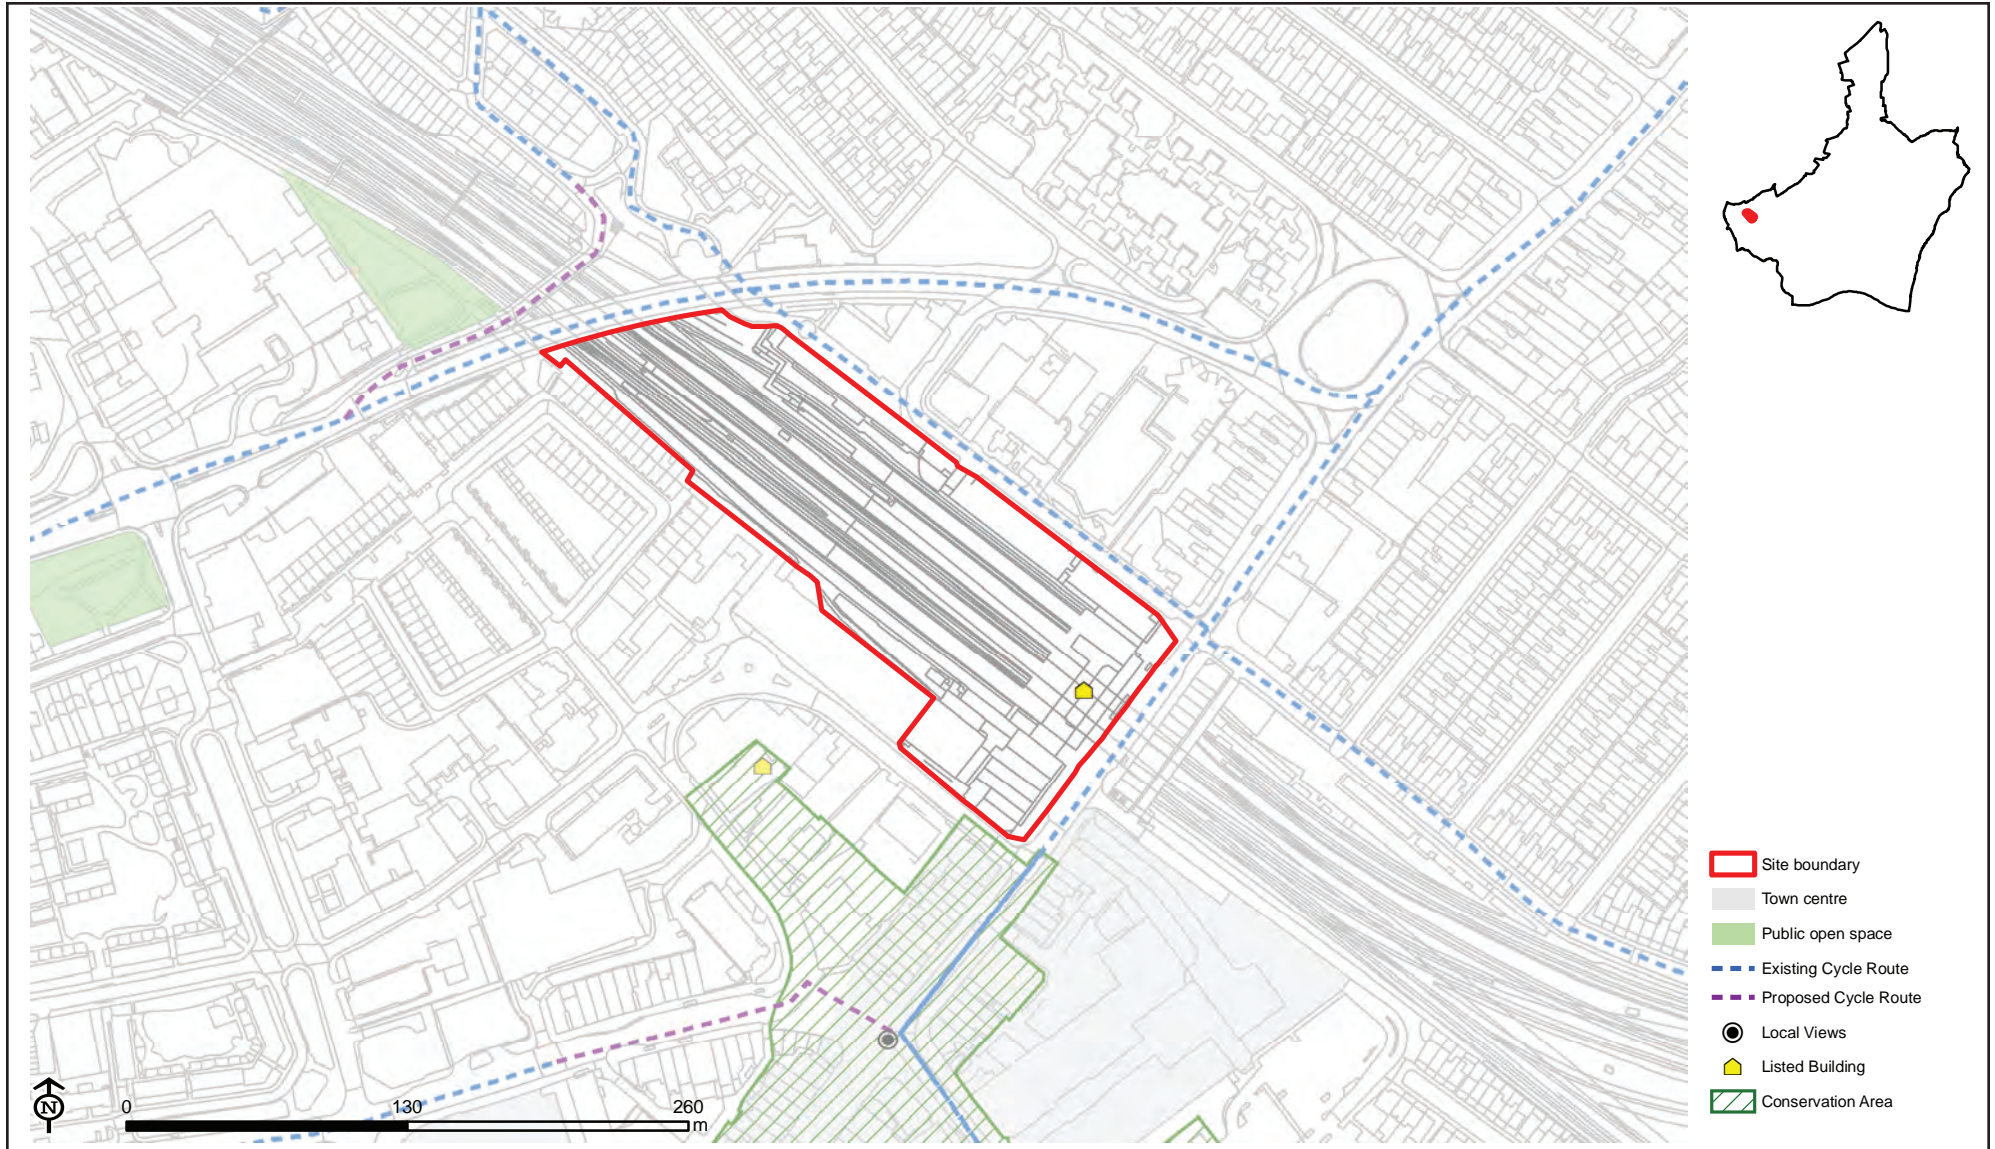 Site boundary
Town centre
Public open space
Existing Cycle Route
Proposed Cycle Route
Local Views
Listed Building
Conservation Area
N
0 130 260
m